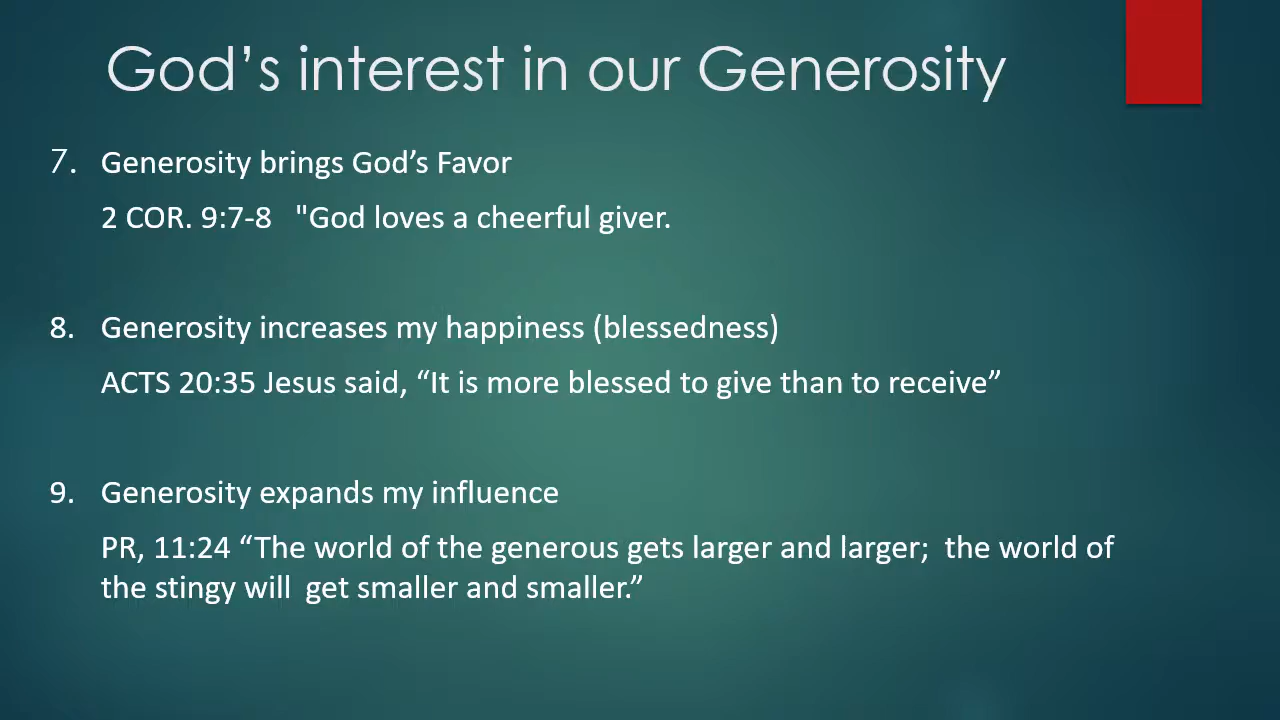 God’s interest in our Generosity
7. Generosity brings God’s Favor
2 COR. 9:7-8 "God loves a cheerful giver.
8. Generosity increases my happiness (blessedness)
ACTS 20:35 Jesus said, “It is more blessed to give than to receive”
9. Generosity expands my influence
PR, 11:24 “The world of the generous gets larger and larger; the world of
the stingy will get smaller and smaller.”